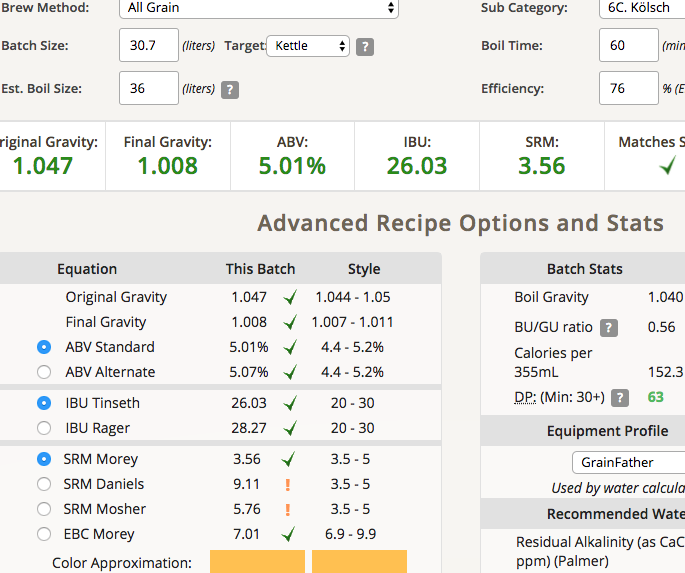 Brew Method: All Grain Sub Category: 6C. Kölsch
Batch Size: 30.7 (liters) Target: Kettle ? Boil Time: 60 (min
Est. Boil Size: 36 (liters) ? Efficiency: 76 % (E
riginal Gravity: Final Gravity: ABV: IBU: SRM: Matches S
1.047 1.008 5.01% 26.03 3.56
Advanced Recipe Options and Stats
Equation This Batch Style
Original Gravity 1.047 1.044 - 1.05
Final Gravity 1.008 1.007 - 1.011
ABV Standard 5.01% 4.4 - 5.2%
ABV Alternate 5.07% 4.4 - 5.2%
IBU Tinseth 26.03 20 - 30
IBU Rager 28.27 20 - 30
SRM Morey 3.56 3.5 - 5
SRM Daniels 9.11 ! 3.5 - 5
SRM Mosher 5.76 ! 3.5 - 5
EBC Morey 7.01 6.9 - 9.9
Color Approximation:
Batch Stats
Boil Gravity 1.040
BU/GU ratio ? 0.56
Calories per
355mL 152.3
DP: (Min: 30+) ? 63
Equipment Profile
GrainFather
Used by water calcula
Recommended Wate
Residual Alkalinity (as CaC
ppm) (Palmer)